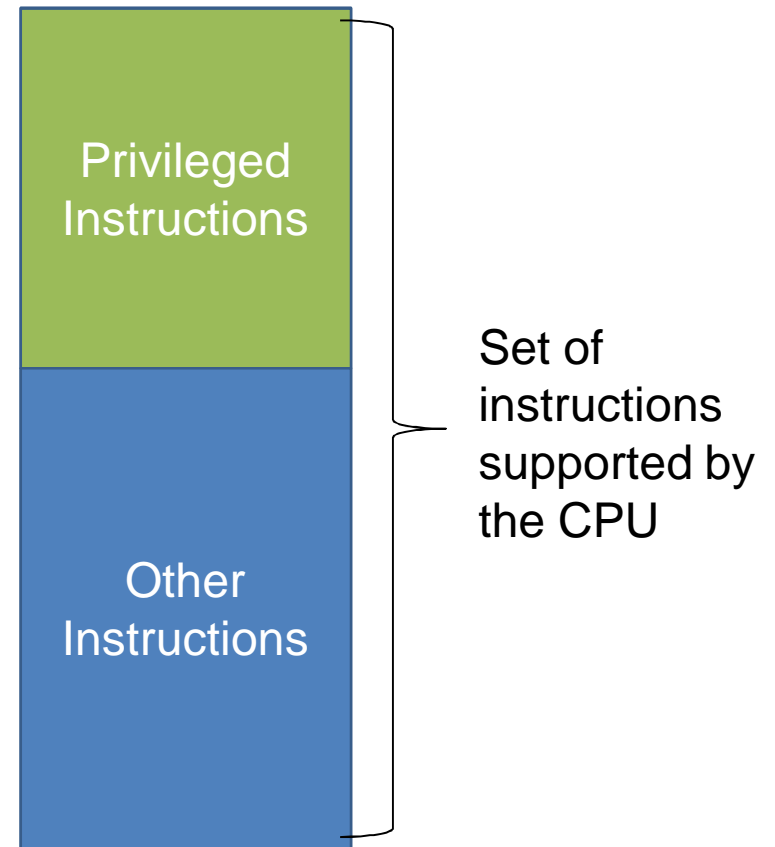 Privileged
Instructions
Set of
instructions
supported by
the CPU
Other
Instructions